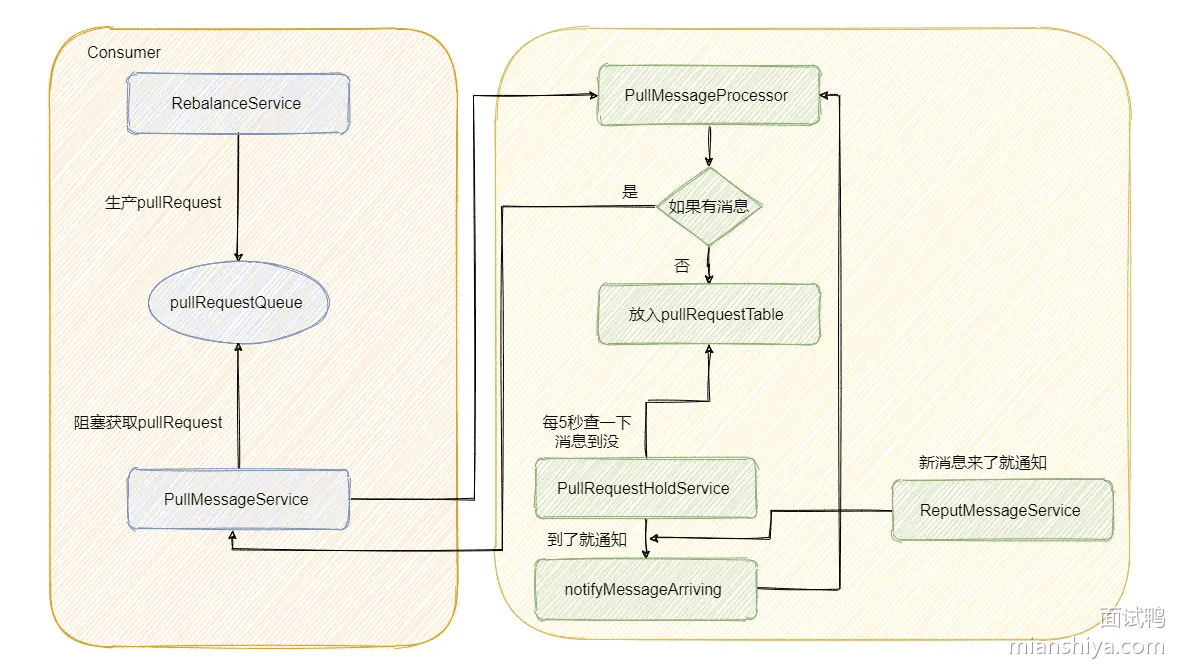 Consumer
RebalanceService
生产pullRequest
pullRequestQueue
阻塞获取pullRequest
PullMessageService
PullMessageProcessor
是
如果有消息
否
放入pullRequestTable
每5秒查一下
消息到没
PullRequestHoldService
到了就通知
notifyMessageArriving
新消息来了就通知
ReputMessageService
面试鸭
mianshiya.com